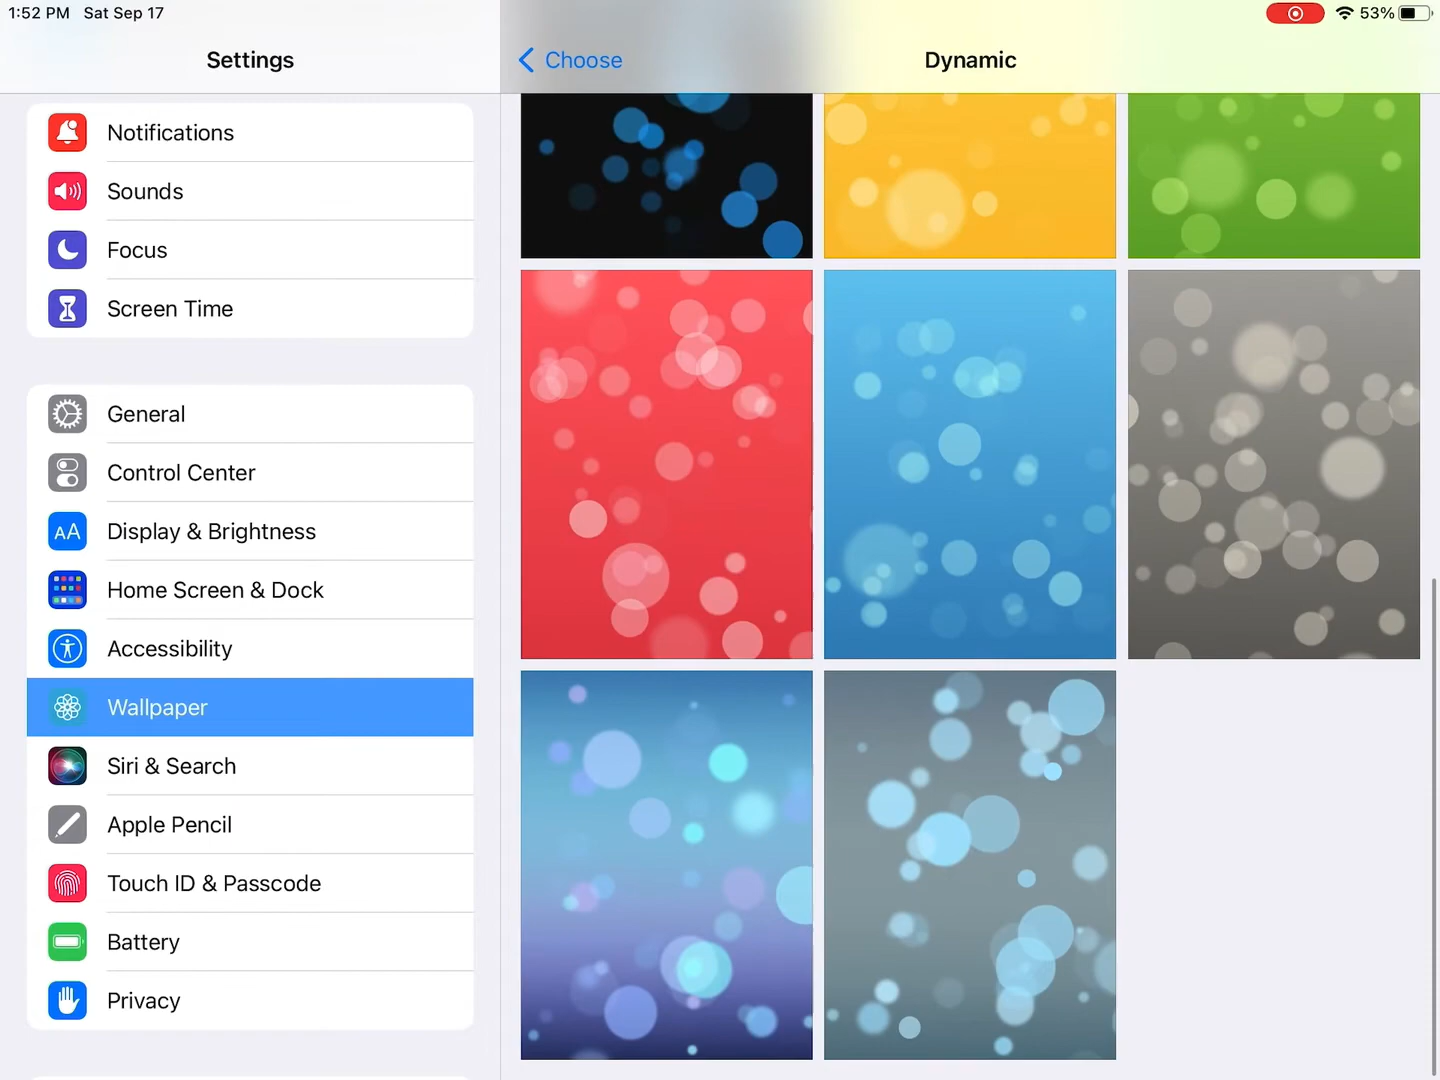 1:52 PM Sat Sep 17
53%
Settings
Choose
Dynamic
Notifications
Sounds
Focus
Screen Time
General
Control Center
AA
Display & Brightness
Home Screen & Dock
Accessibility
Wallpaper
Siri & Search
Apple Pencil
Touch ID & Passcode
Battery
Privacy